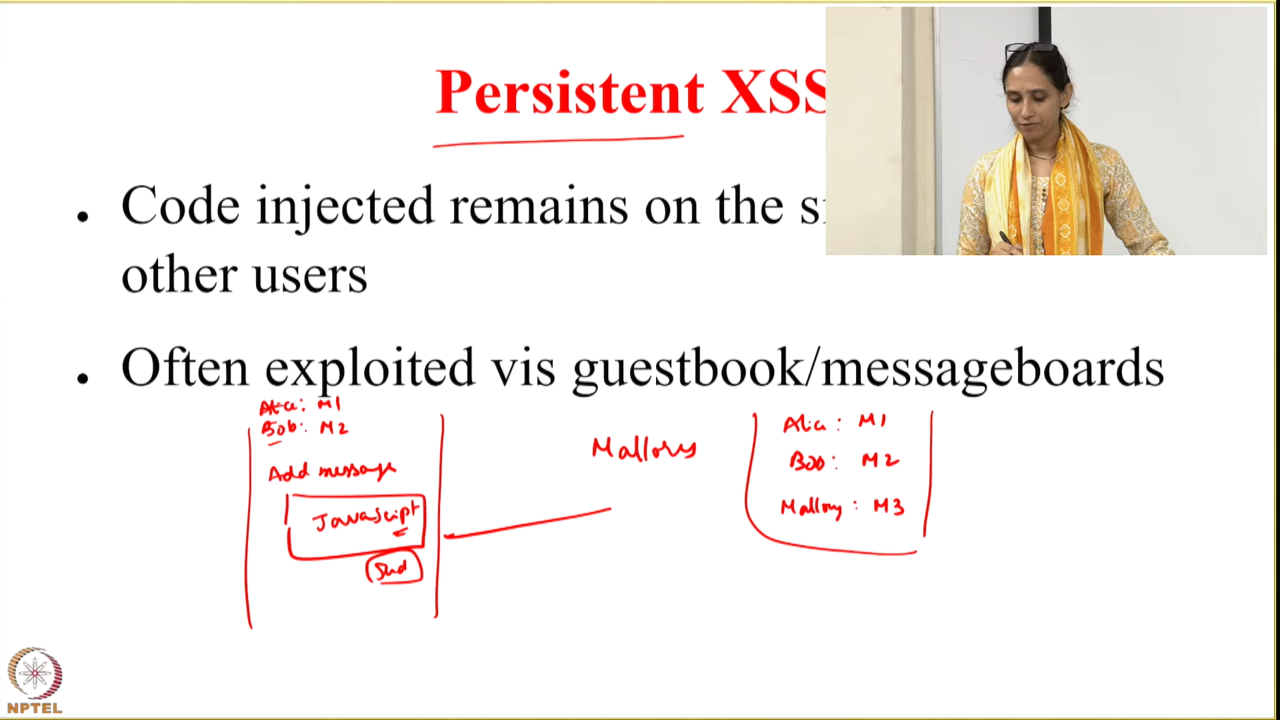 Persistent XSS
• Code injected remains on the
other users
• Often exploited vis guestbook/messageboards
Alice: M1
Bob: M2
Add message
Javascript
Send
Mallory
Alice: M1
Bob: M2
Mallory: M3
NPTEL